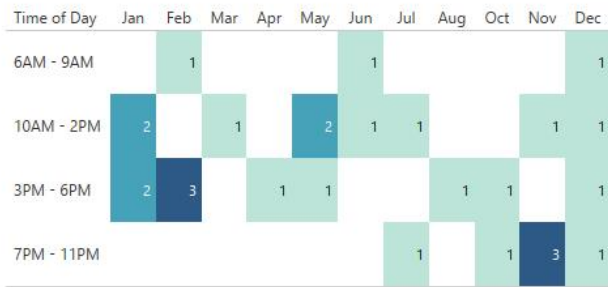 Time of Day Jan Feb Mar Apr May Jun Jul Aug Oct Nov Dec
6AM - 9AM 1 1 1
10AM - 2PM 2 1 2 1 1 1 1
3PM - 6PM 2 3 1 1 1 1 1
7PM - 11PM 1 1 3 1